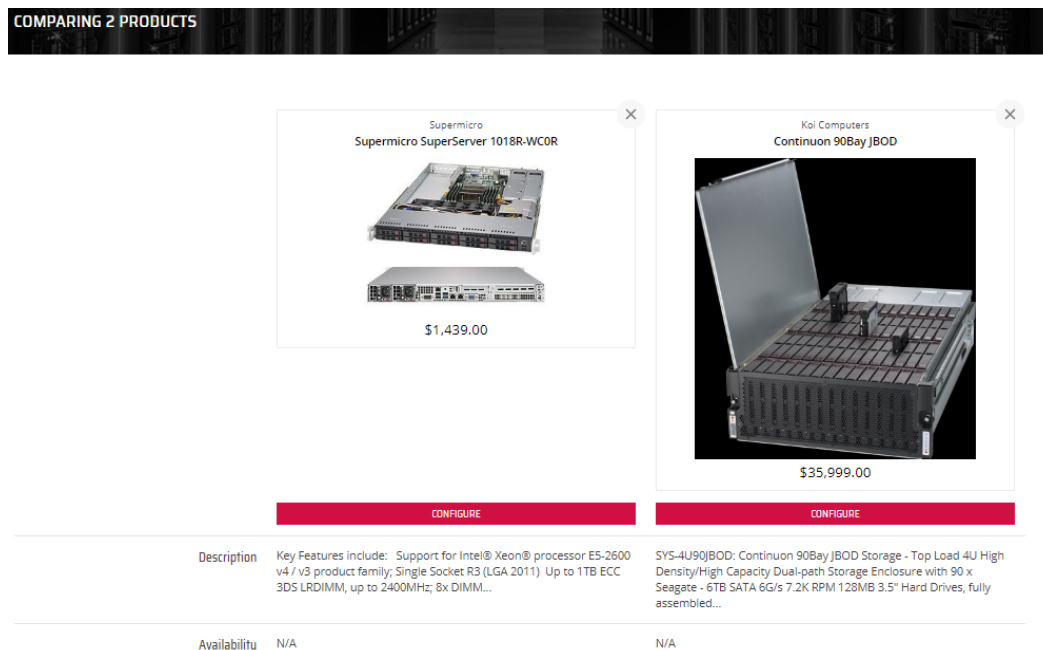 COMPARING 2 PRODUCTS
Supermicro
Supermicro SuperServer 1018R-WC0R
$1,439.00
Koi Computers
Continuon 90Bay JBOD
$35,999.00
CONFIGURE
CONFIGURE
Description
Key Features include:   Support for Intel® Xeon® processor E5-2600
v4 / v3 product family; Single Socket R3 (LGA 2011)  Up to 1TB ECC
3DS LRDIMM, up to 2400MHz; 8x DIMM...
SYS-4U90JBOD: Continuon 90Bay JBOD Storage - Top Load 4U High
Density/High Capacity Dual-path Storage Enclosure with 90 x
Seagate - 6TB SATA 6G/s 7.2K RPM 128MB 3.5" Hard Drives, fully
assembled...
Availability
N/A
N/A